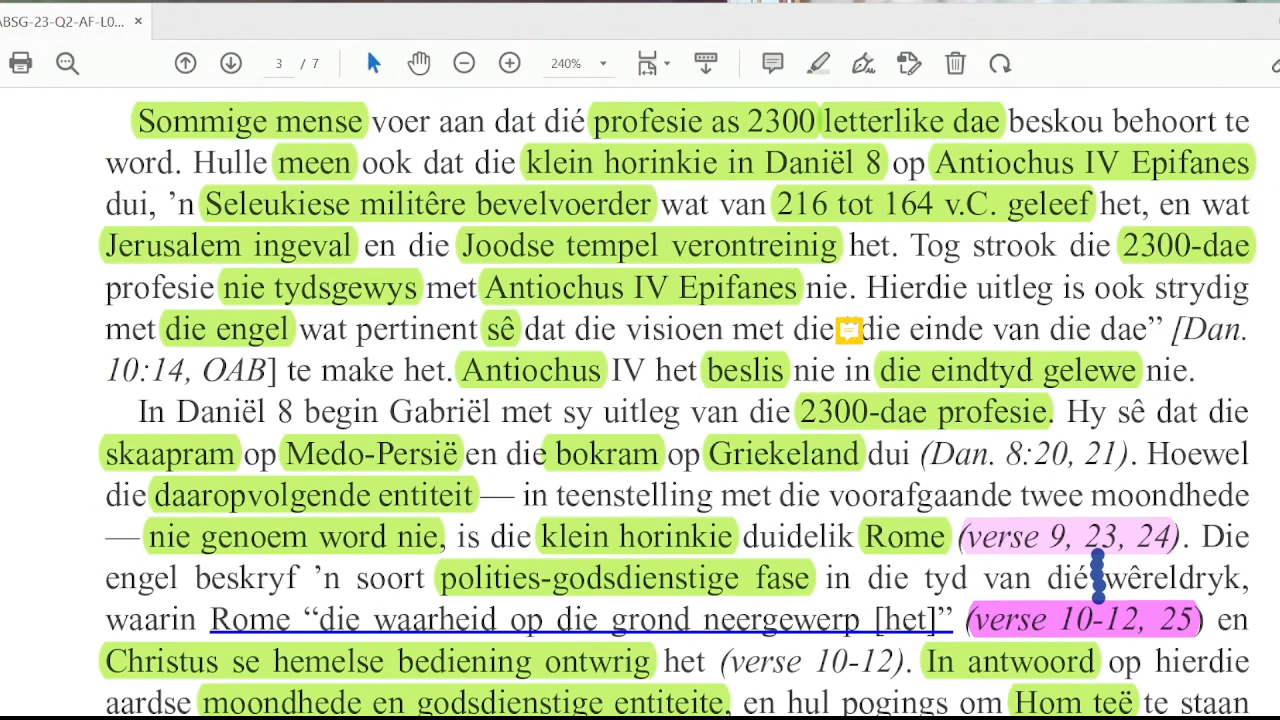 ABSG-23-Q2-AF-L0... ×
3 / 7 240%
Sommige mense voer aan dat dié profesie as 2300 letterlike dae beskou behoort te
word. Hulle meen ook dat die klein horinkie in Daniël 8 op Antiochus IV Epifanes
dui, ’n Seleukiese militêre bevelvoerder wat van 216 tot 164 v.C. geleef het, en wat
Jerusalem ingeval en die Joodse tempel verontreinig het. Tog strook die 2300-dae
profesie nie tydsgewys met Antiochus IV Epifanes nie. Hierdie uitleg is ook strydig
met die engel wat pertinent sê dat die visioen met die die einde van die dae” [Dan.
10:14, OAB] te make het. Antiochus IV het beslis nie in die eindtyd gelewe nie.
In Daniël 8 begin Gabriël met sy uitleg van die 2300-dae profesie. Hy sê dat die
skaapram op Medo-Persië en die bokram op Griekeland dui (Dan. 8:20, 21). Hoewel
die daaropvolgende entiteit — in teenstelling met die voorafgaande twee moondhede
— nie genoem word nie, is die klein horinkie duidelik Rome (verse 9, 23, 24). Die
engel beskryf ’n soort polities-godsdienstige fase in die tyd van dié wêreldryk,
waarin Rome “die waarheid op die grond neergewerp [het]” (verse 10-12, 25) en
Christus se hemelse bediening ontwrig het (verse 10-12). In antwoord op hierdie
aardse moondhede en godsdienstige entiteite, en hul pogings om Hom teë te staan